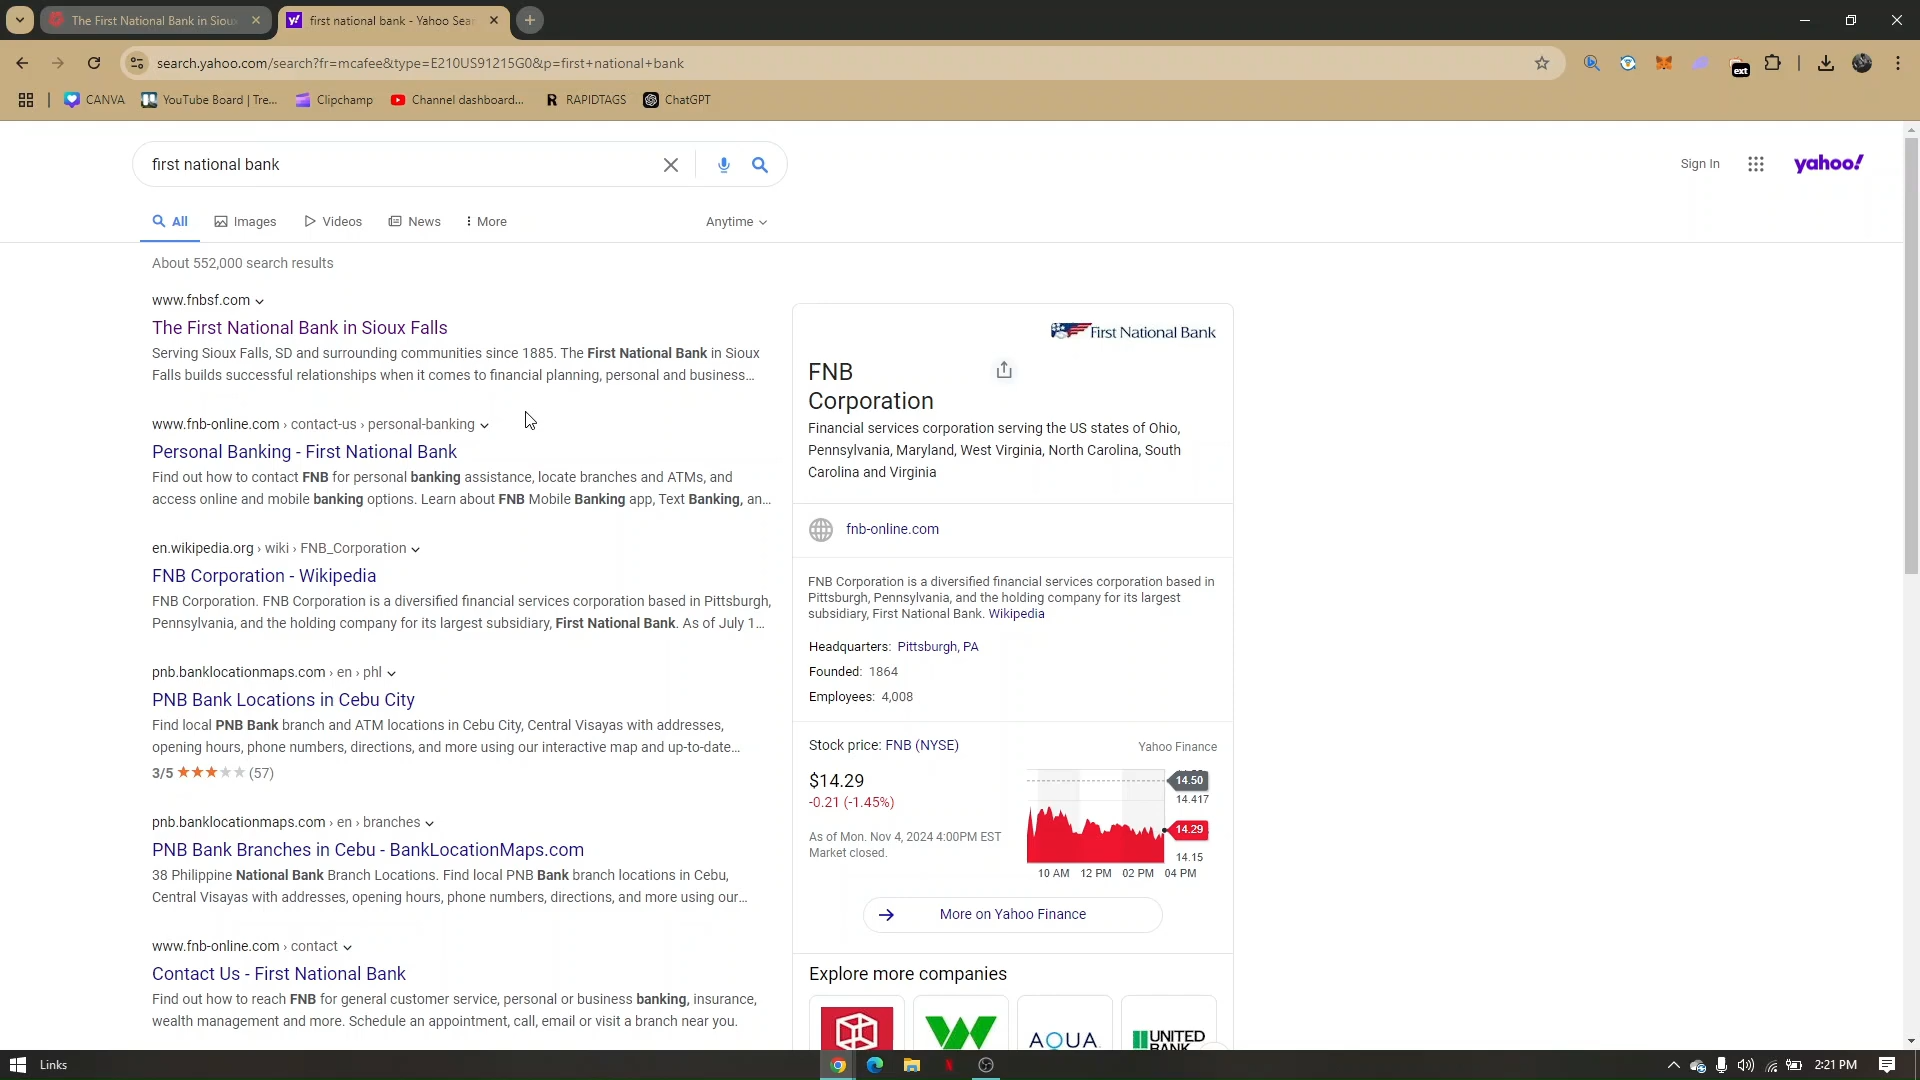 The First National Bank in Sioux
first national bank - Yahoo Sear
search.yahoo.com/search?fr=mcafee&type=E210US91215G0&p=first+national+bank
ext
CANVA
YouTube Board | Tre...
Clipchamp
Channel dashboard...
R RAPIDTAGS
ChatGPT
first national bank
Sign In
yahoo!
All
Images
Videos
News
More
Anytime
About 552,000 search results
www.fnbsf.com
The First National Bank in Sioux Falls
Serving Sioux Falls, SD and surrounding communities since 1885. The First National Bank in Sioux
Falls builds successful relationships when it comes to financial planning, personal and business...
www.fnb-online.com › contact-us › personal-banking
Personal Banking - First National Bank
Find out how to contact FNB for personal banking assistance, locate branches and ATMs, and
access online and mobile banking options. Learn about FNB Mobile Banking app, Text Banking, an...
en.wikipedia.org › wiki › FNB_Corporation
FNB Corporation - Wikipedia
FNB Corporation. FNB Corporation is a diversified financial services corporation based in Pittsburgh,
Pennsylvania, and the holding company for its largest subsidiary, First National Bank. As of July 1...
pnb.banklocationmaps.com › en › phl
PNB Bank Locations in Cebu City
Find local PNB Bank branch and ATM locations in Cebu City, Central Visayas with addresses,
opening hours, phone numbers, directions, and more using our interactive map and up-to-date...
3/5 (57)
pnb.banklocationmaps.com › en › branches
PNB Bank Branches in Cebu - BankLocationMaps.com
38 Philippine National Bank Branch Locations. Find local PNB Bank branch locations in Cebu,
Central Visayas with addresses, opening hours, phone numbers, directions, and more using our...
www.fnb-online.com › contact
Contact Us - First National Bank
Find out how to reach FNB for general customer service, personal or business banking, insurance,
wealth management and more. Schedule an appointment, call, email or visit a branch near you.
First National Bank
FNB
Corporation
Financial services corporation serving the US states of Ohio,
Pennsylvania, Maryland, West Virginia, North Carolina, South
Carolina and Virginia
fnb-online.com
FNB Corporation is a diversified financial services corporation based in
Pittsburgh, Pennsylvania, and the holding company for its largest
subsidiary, First National Bank. Wikipedia
Headquarters: Pittsburgh, PA
Founded: 1864
Employees: 4,008
Stock price: FNB (NYSE)
Yahoo Finance
$14.29
-0.21 (-1.45%)
As of Mon. Nov 4, 2024 4:00PM EST
Market closed.
14.50
14.417
14.29
14.15
10 AM 12 PM 02 PM 04 PM
More on Yahoo Finance
Explore more companies
AQUA
UNITED
BANK
Links
2:21 PM